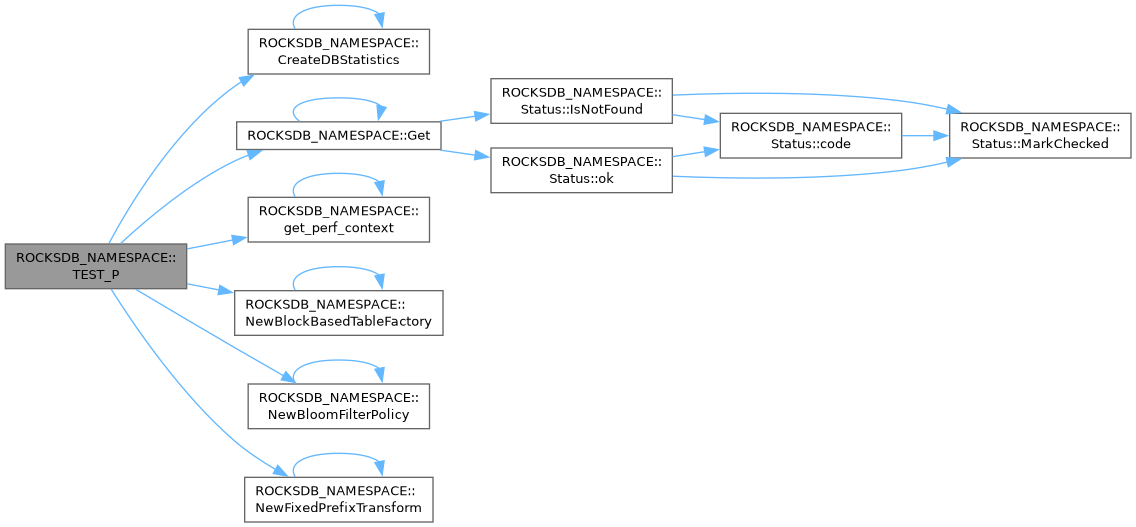 ROCKSDB_NAMESPACE::
TEST_P
ROCKSDB_NAMESPACE::
CreateDBStatistics
ROCKSDB_NAMESPACE::Get
ROCKSDB_NAMESPACE::
Status::IsNotFound
ROCKSDB_NAMESPACE::
Status::ok
ROCKSDB_NAMESPACE::
Status::code
ROCKSDB_NAMESPACE::
Status::MarkChecked
ROCKSDB_NAMESPACE::
get_perf_context
ROCKSDB_NAMESPACE::
NewBlockBasedTableFactory
ROCKSDB_NAMESPACE::
NewBloomFilterPolicy
ROCKSDB_NAMESPACE::
NewFixedPrefixTransform